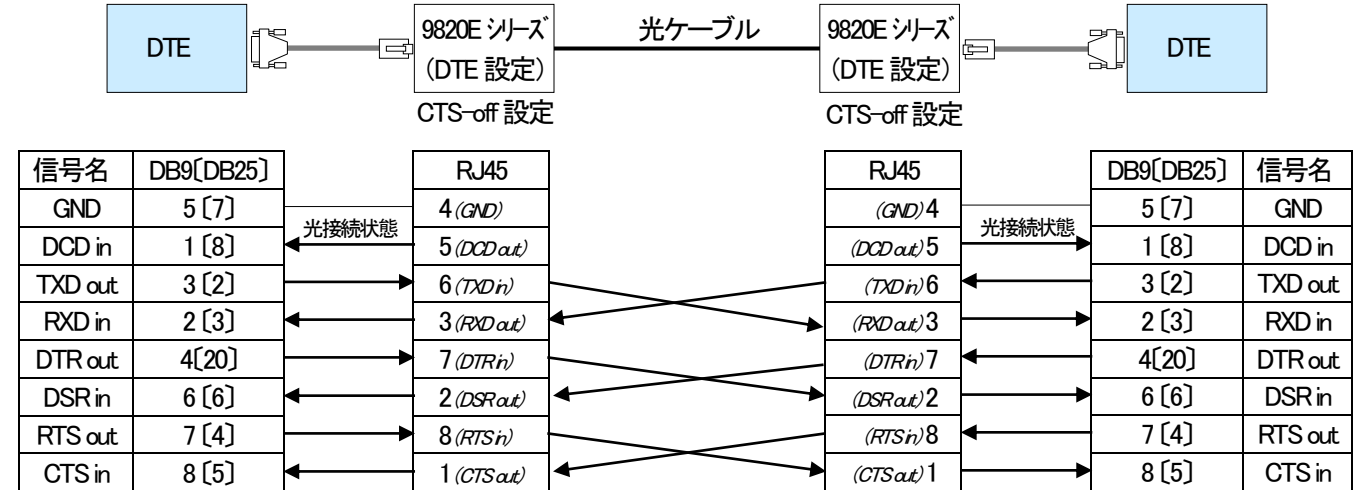 DTE 9820E シリーズ 光ケーブル 9820E シリーズ DTE
(DTE 設定) (DTE 設定)
CTS-off 設定 CTS-off 設定
信号名 DB9〔DB25〕 RJ45 RJ45 DB9〔DB25〕 信号名
GND 5〔7〕 光接続状態 4(GND) (GND)4 光接続状態 5〔7〕 GND
DCD in 1〔8〕 5(DCD out) (DCD out)5 1〔8〕 DCD in
TXD out 3〔2〕 6(TXD in) (TXD in)6 3〔2〕 TXD out
RXD in 2〔3〕 3(RXD out) (RXD out)3 2〔3〕 RXD in
DTR out 4〔20〕 7(DTR in) (DTR in)7 4〔20〕 DTR out
DSR in 6〔6〕 2(DSR out) (DSR out)2 6〔6〕 DSR in
RTS out 7〔4〕 8(RTS in) (RTS in)8 7〔4〕 RTS out
CTS in 8〔5〕 1(CTS out) (CTS out)1 8〔5〕 CTS in